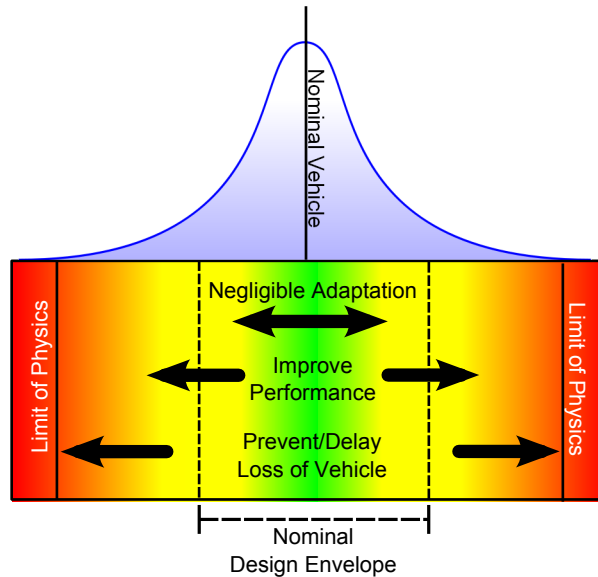 Nominal Vehicle
Negligible Adaptation
Limit of Physics
Improve
Performance
Limit of Physics
Prevent/Delay
Loss of Vehicle
Nominal
Design Envelope